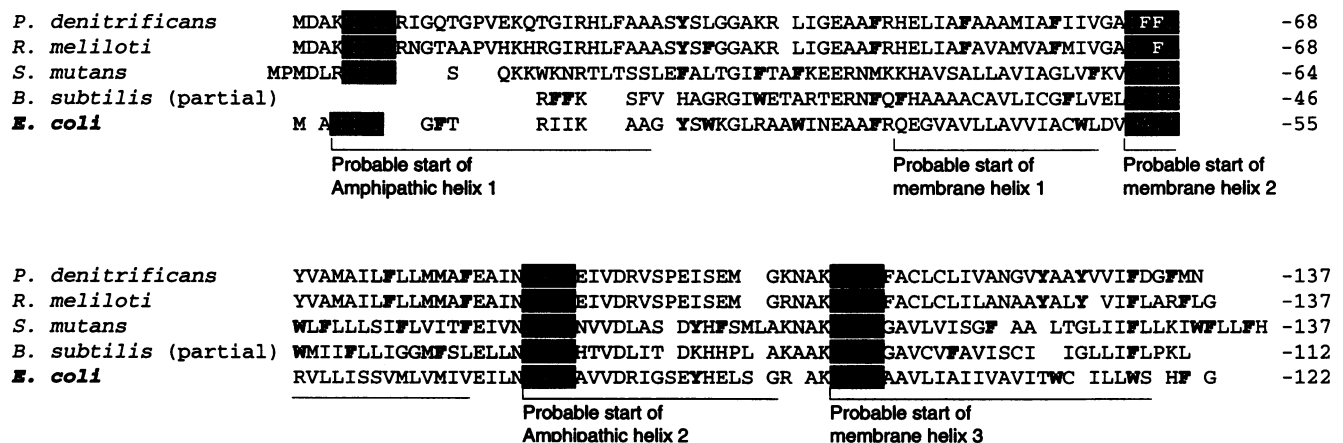 P. denitrificans MDAK RIGQTGPVEKQTGIRHLFAAASYSLGGAKR LIGEAAFRHELIAFAAAMIAFIIVGA FF -68
R. meliloti MDAK RNGTAAPVHKHRGIRHLFAAASYSFGGAKR LIGEAAFRHELIAFAVAMVAFMIVGA F -68
S. mutans MPMDLR S QKKWKNRTLTSSLEFALTGIFTAFKEERNMKKHAVSALLAVIAGLVFKV -64
B. subtilis (partial) RFFK SFV HAGRGIWETARTERNFQFHAAAACAVLICGFLVEL -46
E. coli M A GFT RIIK AAG YSWKGLRAAWINEAAFRQEGVAVLLAVVIACWLDV -55
Probable start of Probable start of Probable start of
Amphipathic helix 1 membrane helix 1 membrane helix 2
P. denitrificans YVAMAILFLLMMAFEAIN EIVDRVSPEISEM GKNAK FACLCLIVANGVYAAYVVIFDGFMN -137
R. meliloti YVAMAILFLLMMAFEAIN EIVDRVSPEISEM GRNAK FACLCLILANAAYALY VIFLARFLG -137
S. mutans WLFLLLSIFLVITFEIVN NVVDLAS DYHFSMLAKNAK GAVLVISGF A A LTGLIIFLLKIWFLLFH -137
B. subtilis (partial) WMIIFLLIGGMFSLELLN HTVDLIT DKHHPL AKAAK GAVCVFAVISCI IGLLIFLPKL -112
E. coli RVLLISSVMLVMIVEILN AVVDRIGSEYHELSG GR AK AAVLIAIIVAVITWC ILLWS HF G -122
Probable start of Probable start of
Amphipathic helix 2 membrane helix 3